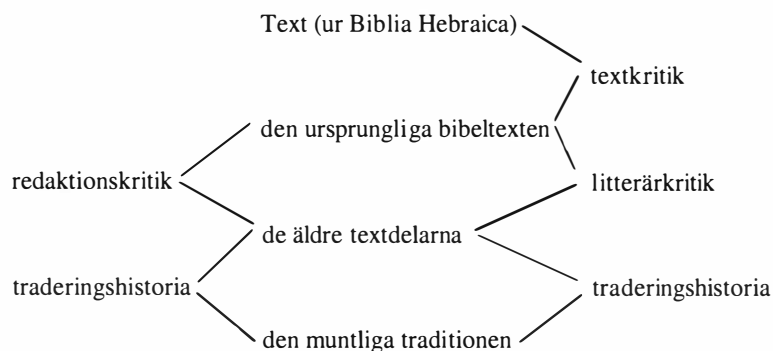 Text (ur Biblia Hebraica)
textkritik
den ursprungliga bibeltexten
redaktionskritik
litterärkritik
de äldre textdelarna
traderingshistoria
traderingshistoria
den muntliga traditionen